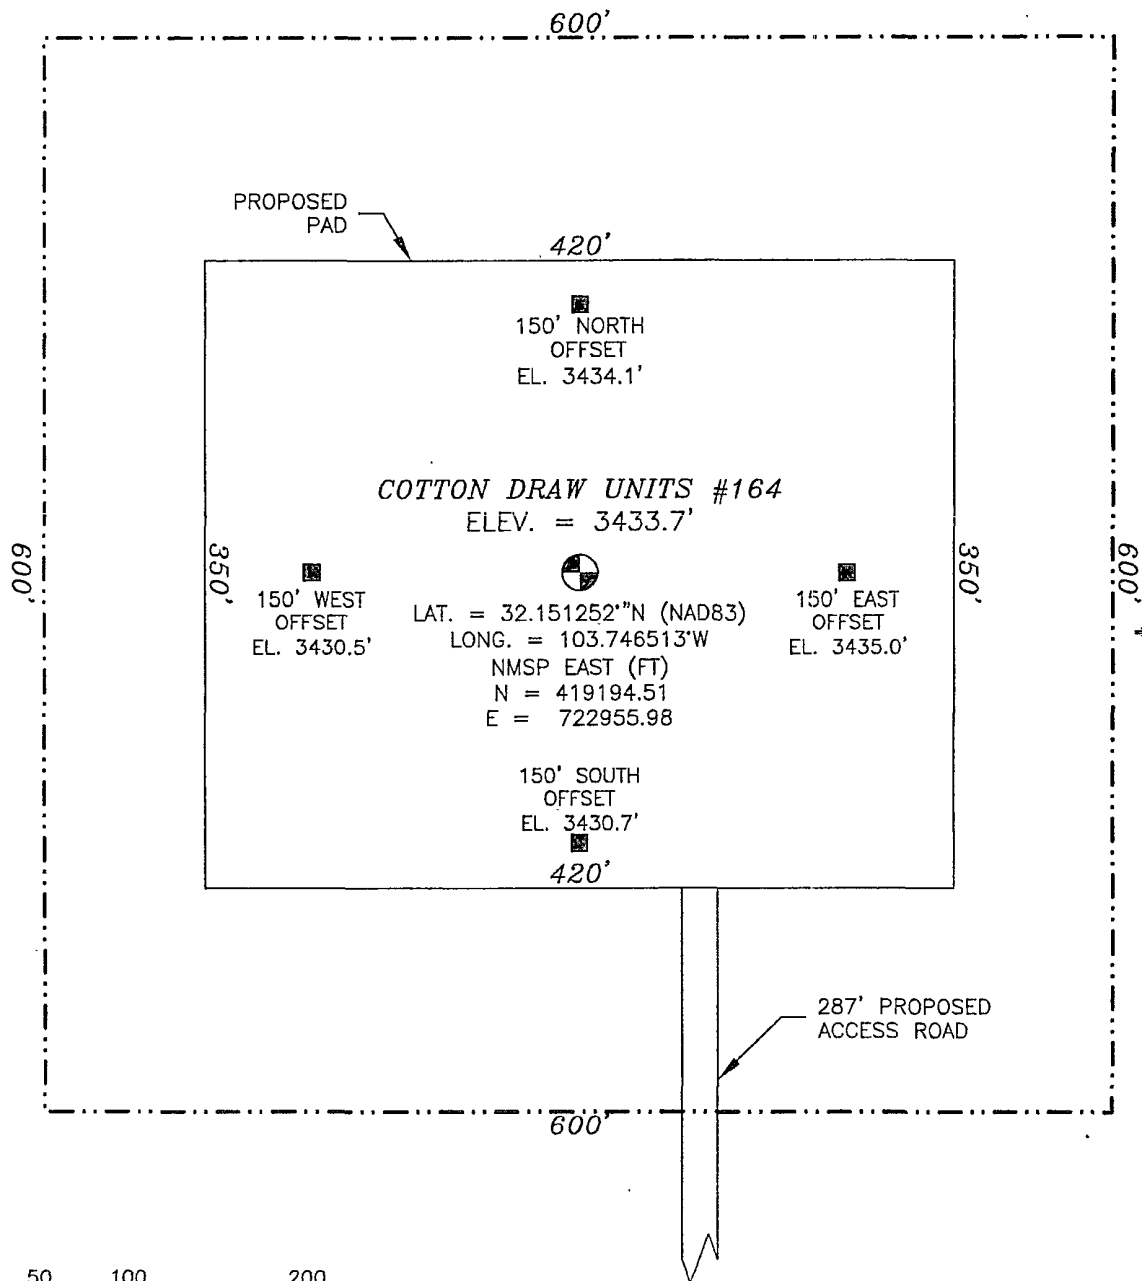 600'
PROPOSED
PAD
420'
150' NORTH
OFFSET
EL. 3434.1'
COTTON DRAW UNITS #164
ELEV. = 3433.7'
600'
350'
350'
600'
150' WEST
OFFSET
EL. 3430.5'
150' EAST
OFFSET
EL. 3435.0'
LAT. = 32.151252°"N (NAD83)
LONG. = 103.746513°W
NMSP EAST (FT)
N = 419194.51
E = 722955.98
150' SOUTH
OFFSET
EL. 3430.7'
420'
287' PROPOSED
ACCESS ROAD
600'
50 100 200